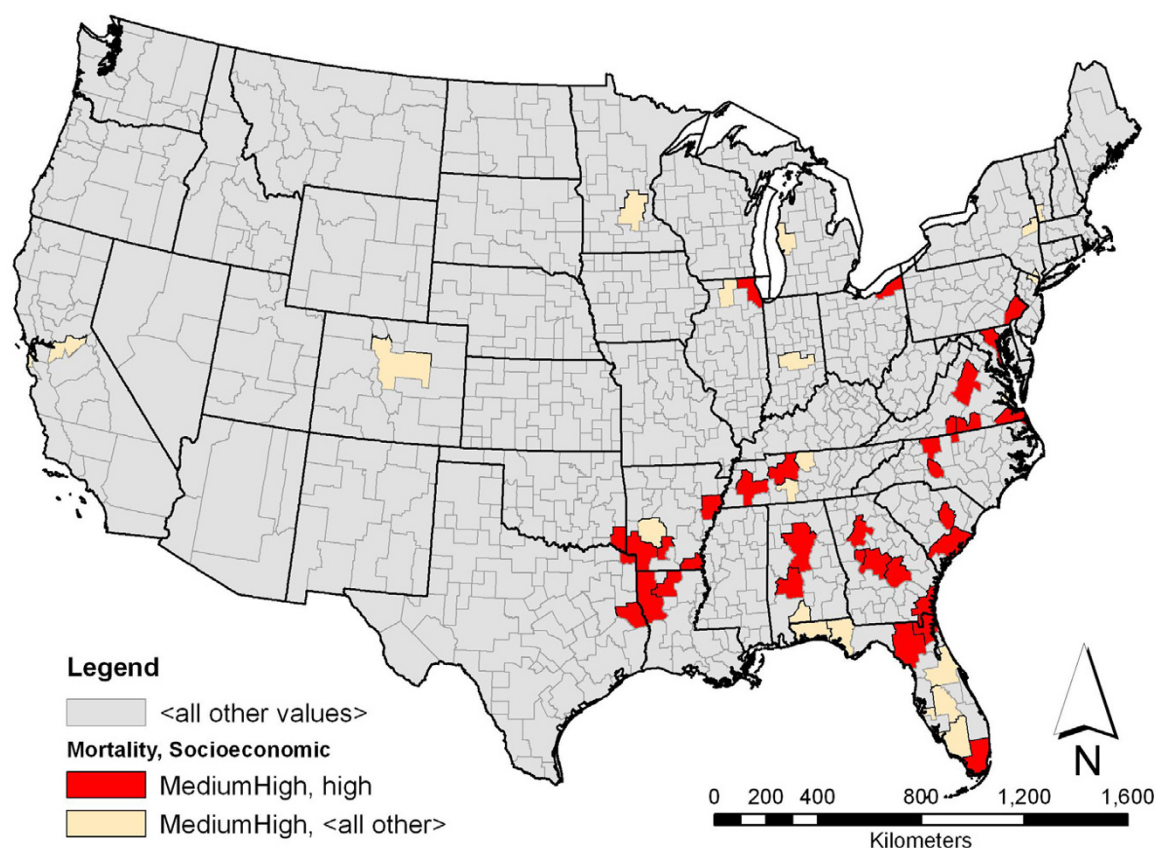 Legend
<all other values>
Mortality, Socioeconomic
MediumHigh, high
MediumHigh, <all other>
N
0 200 400 800 1,200 1,600
Kilometers